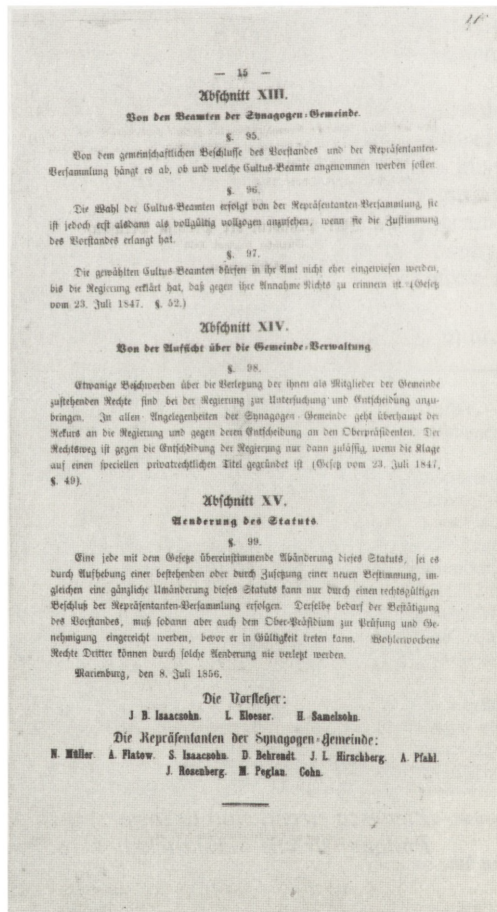 — 15 —
Abschnitt XIII.
Von den Beamten der Synagogen-Gemeinde.
§. 95.
Von dem gemeinschaftlichen Beschlusse des Vorstandes und der Repräsentanten-
Versammlung hängt es ab, ob und welche Cultus-Beamte angenommen werden sollen.
§. 96.
Die Wahl der Cultus-Beamten erfolgt von der Repräsentanten-Versammlung, sie
ist jedoch erst alsdann als vollgültig vollzogen anzusehen, wenn sie die Zustimmung
des Vorstandes erlangt hat.
§. 97.
Die gewählten Cultus-Beamten dürfen in ihr Amt nicht eher eingewiesen werden,
bis die Regierung erklärt hat, daß gegen ihre Annahme Nichts zu erinnern ist (Gesetz
vom 23. Juli 1847. §. 52.)
Abschnitt XIV.
Von der Aufsicht über die Gemeinde-Verwaltung.
§. 98.
Etwanige Beschwerden über die Verletzung der ihnen als Mitglieder der Gemeinde
zustehenden Rechte sind bei der Regierung zur Untersuchung und Entscheidung anzu-
bringen. In allen Angelegenheiten der Synagogen-Gemeinde geht überhaupt der
Rekurs an die Regierung und gegen deren Entscheidung an den Oberpräsidenten. Der
Rechtsweg ist gegen die Entscheidung der Regierung nur dann zulässig, wenn die Klage
auf einen speciellen privatrechtlichen Titel gegründet ist (Gesetz vom 23. Juli 1847,
§. 49).
Abschnitt XV.
Aenderung des Statuts.
§. 99.
Eine jede mit dem Gesetze übereinstimmende Abänderung dieses Statuts, sei es
durch Aufhebung einer bestehenden oder durch Zusetzung einer neuen Bestimmung, im-
gleichen eine gänzliche Umänderung dieses Statuts kann nur durch einen rechtsgültigen
Beschluß der Repräsentanten-Versammlung erfolgen. Derselbe bedarf der Bestätigung
des Vorstandes, muß sodann aber auch dem Ober-Präsidium zur Prüfung und Ge-
nehmigung eingereicht werden, bevor er in Gültigkeit treten kann. Wohlerworbene
Rechte Dritter können durch solche Aenderung nie verletzt werden.
Marienburg, den 8. Juli 1856.
Die Vorsteher:
J. B. Isaacsohn. L. Eloesser. H. Samelsohn.
Die Repräsentanten der Synagogen-Gemeinde:
N. Müller. A. Flatow. S. Isaacsohn. D. Behrendt. J. L. Hirschberg. A. Pfahl.
J. Rosenberg. M. Peglau. Cohn.